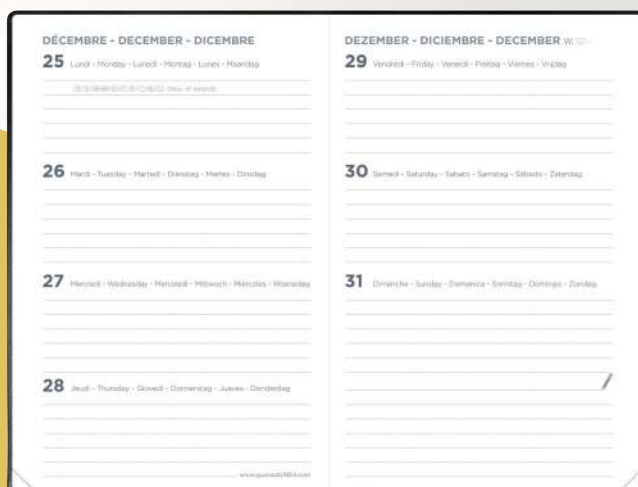 DÉCEMBRE - DECEMBER - DICEMBRE
25 Lundi - Monday - Lunedì - Montag - Lunes - Maandag
26 Mardi - Tuesday - Martedì - Dienstag - Martes - Dinsdag
27 Mercredi - Wednesday - Mercoledì - Mittwoch - Miércoles - Woensdag
28 Jeudi - Thursday - Giovedì - Donnerstag - Jueves - Donderdag
DEZEMBER - DICIEMBRE - DECEMBER W. 52
29 Vendredi - Friday - Venerdì - Freitag - Viernes - Vrijdag
30 Samedi - Saturday - Sabato - Samstag - Sábado - Zaterdag
31 Dimanche - Sunday - Domenica - Sonntag - Domingo - Zondag